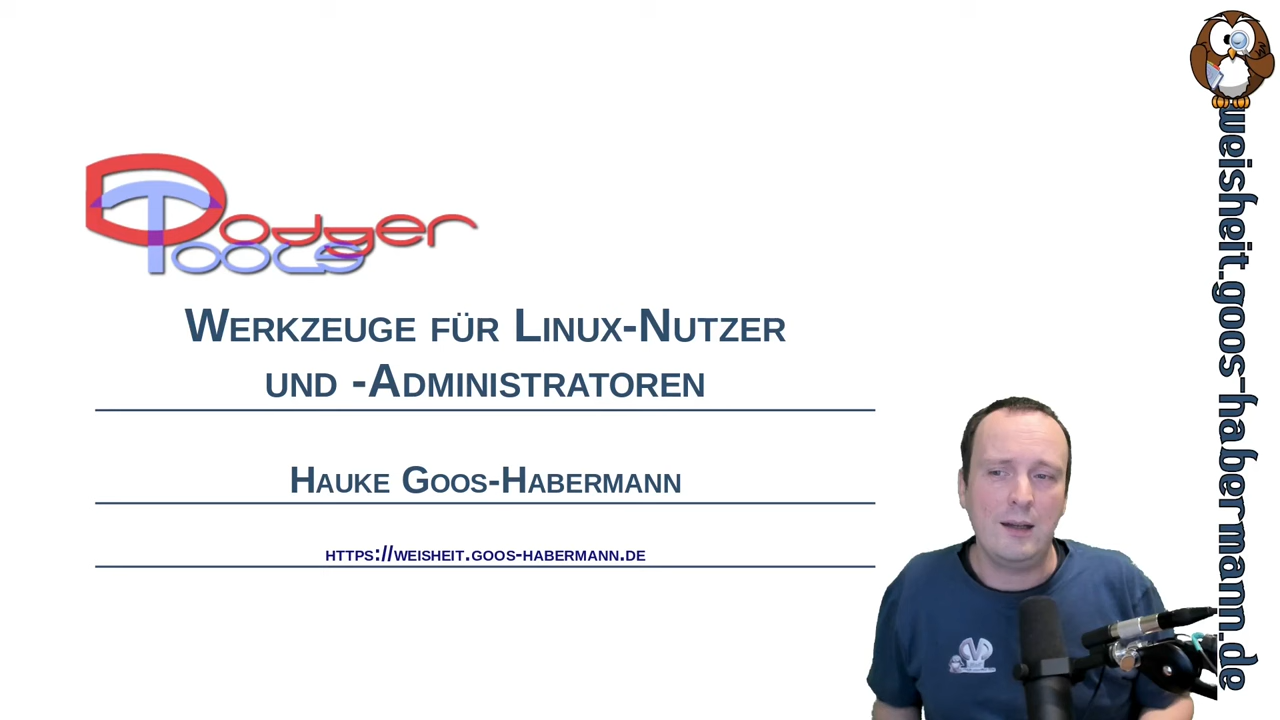 Dodger
Tools
Werkzeuge für Linux-Nutzer
und -Administratoren
Hauke Goos-Habermann
https://weisheit.goos-habermann.de
weisheit.goos-habermann.de